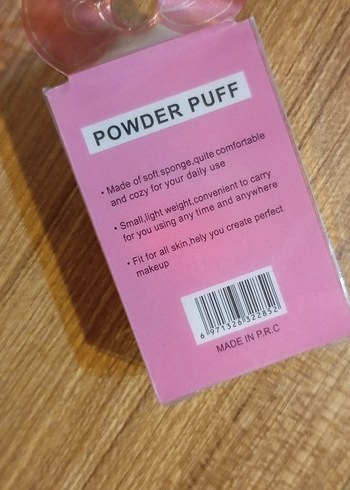 POWDER PUFF
• Made of soft sponge,quite comfortable
and cozy for your daily use
• Small,light weight,convenient to carry
for you using any time and anywhere
• Fit for all skin,hely you create perfect
makeup
6 971326 322852
MADE IN P.R.C